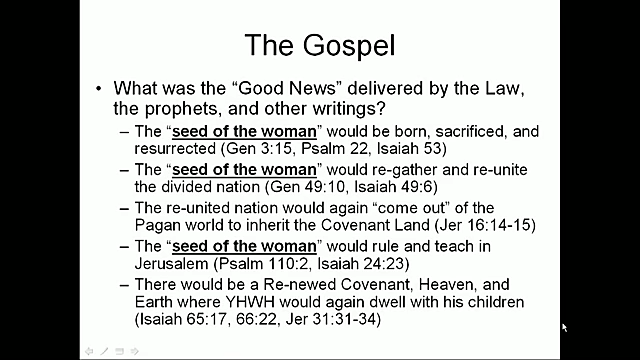 The Gospel
• What was the “Good News” delivered by the Law,
the prophets, and other writings?
– The “seed of the woman” would be born, sacrificed, and
resurrected (Gen 3:15, Psalm 22, Isaiah 53)
– The “seed of the woman” would re-gather and re-unite
the divided nation (Gen 49:10, Isaiah 49:6)
– The re-united nation would again “come out” of the
Pagan world to inherit the Covenant Land (Jer 16:14-15)
– The “seed of the woman” would rule and teach in
Jerusalem (Psalm 110:2, Isaiah 24:23)
– There would be a Re-newed Covenant, Heaven, and
Earth where YHWH would again dwell with his children
(Isaiah 65:17, 66:22, Jer 31:31-34)